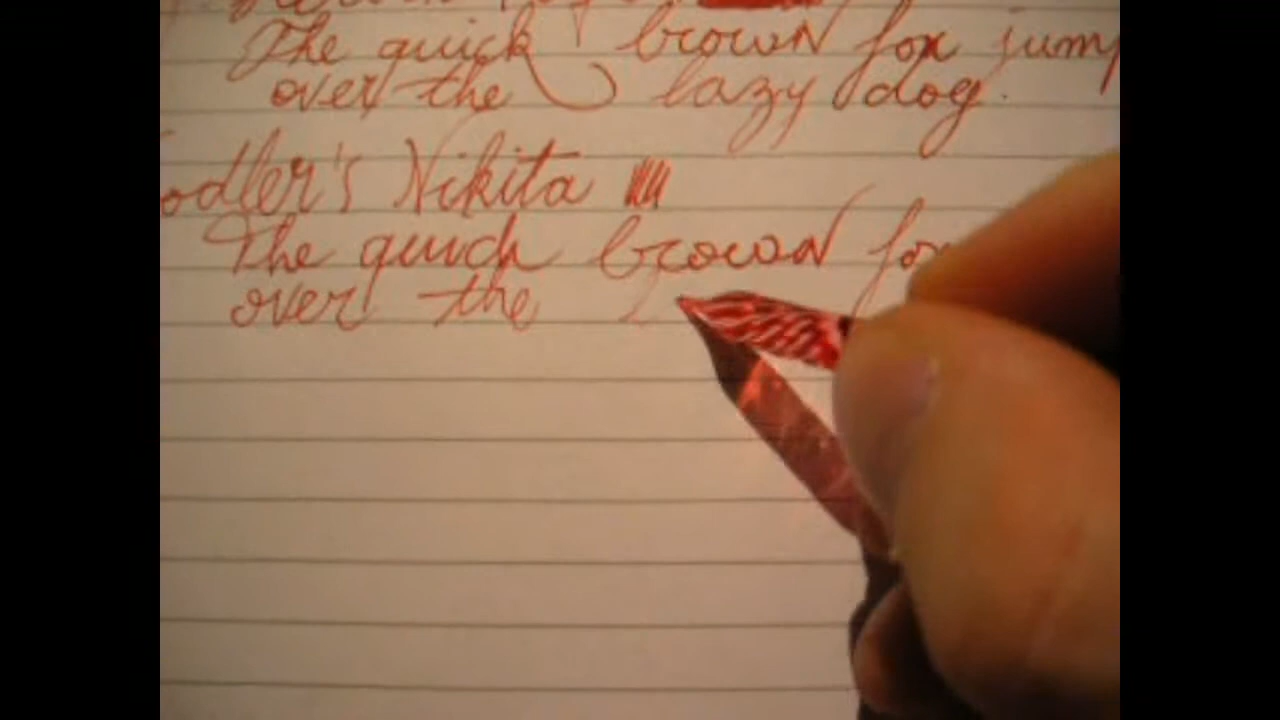 The quick brown fox jump
over the lazy dog.
odler's Nikita
The quick brown fox
over the